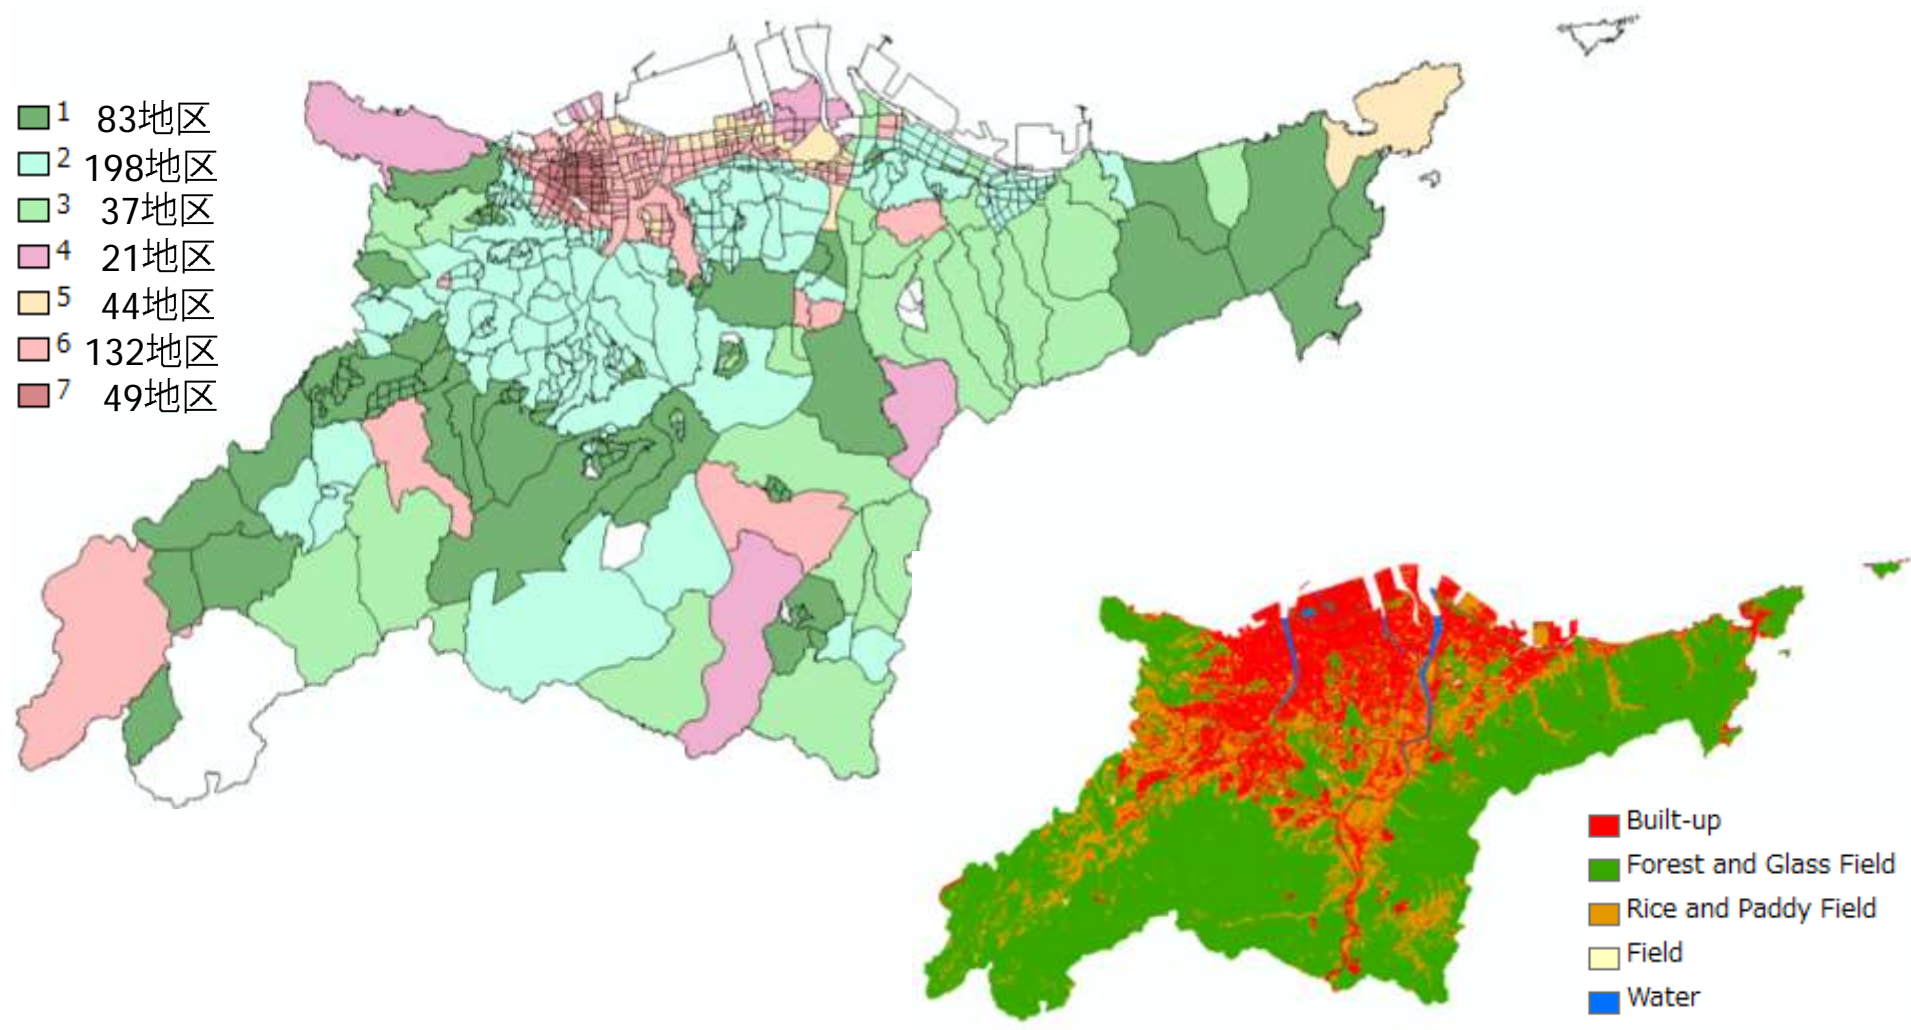 1 83地区
2 198地区
3 37地区
4 21地区
5 44地区
6 132地区
7 49地区
Built-up
Forest and Glass Field
Rice and Paddy Field
Field
Water